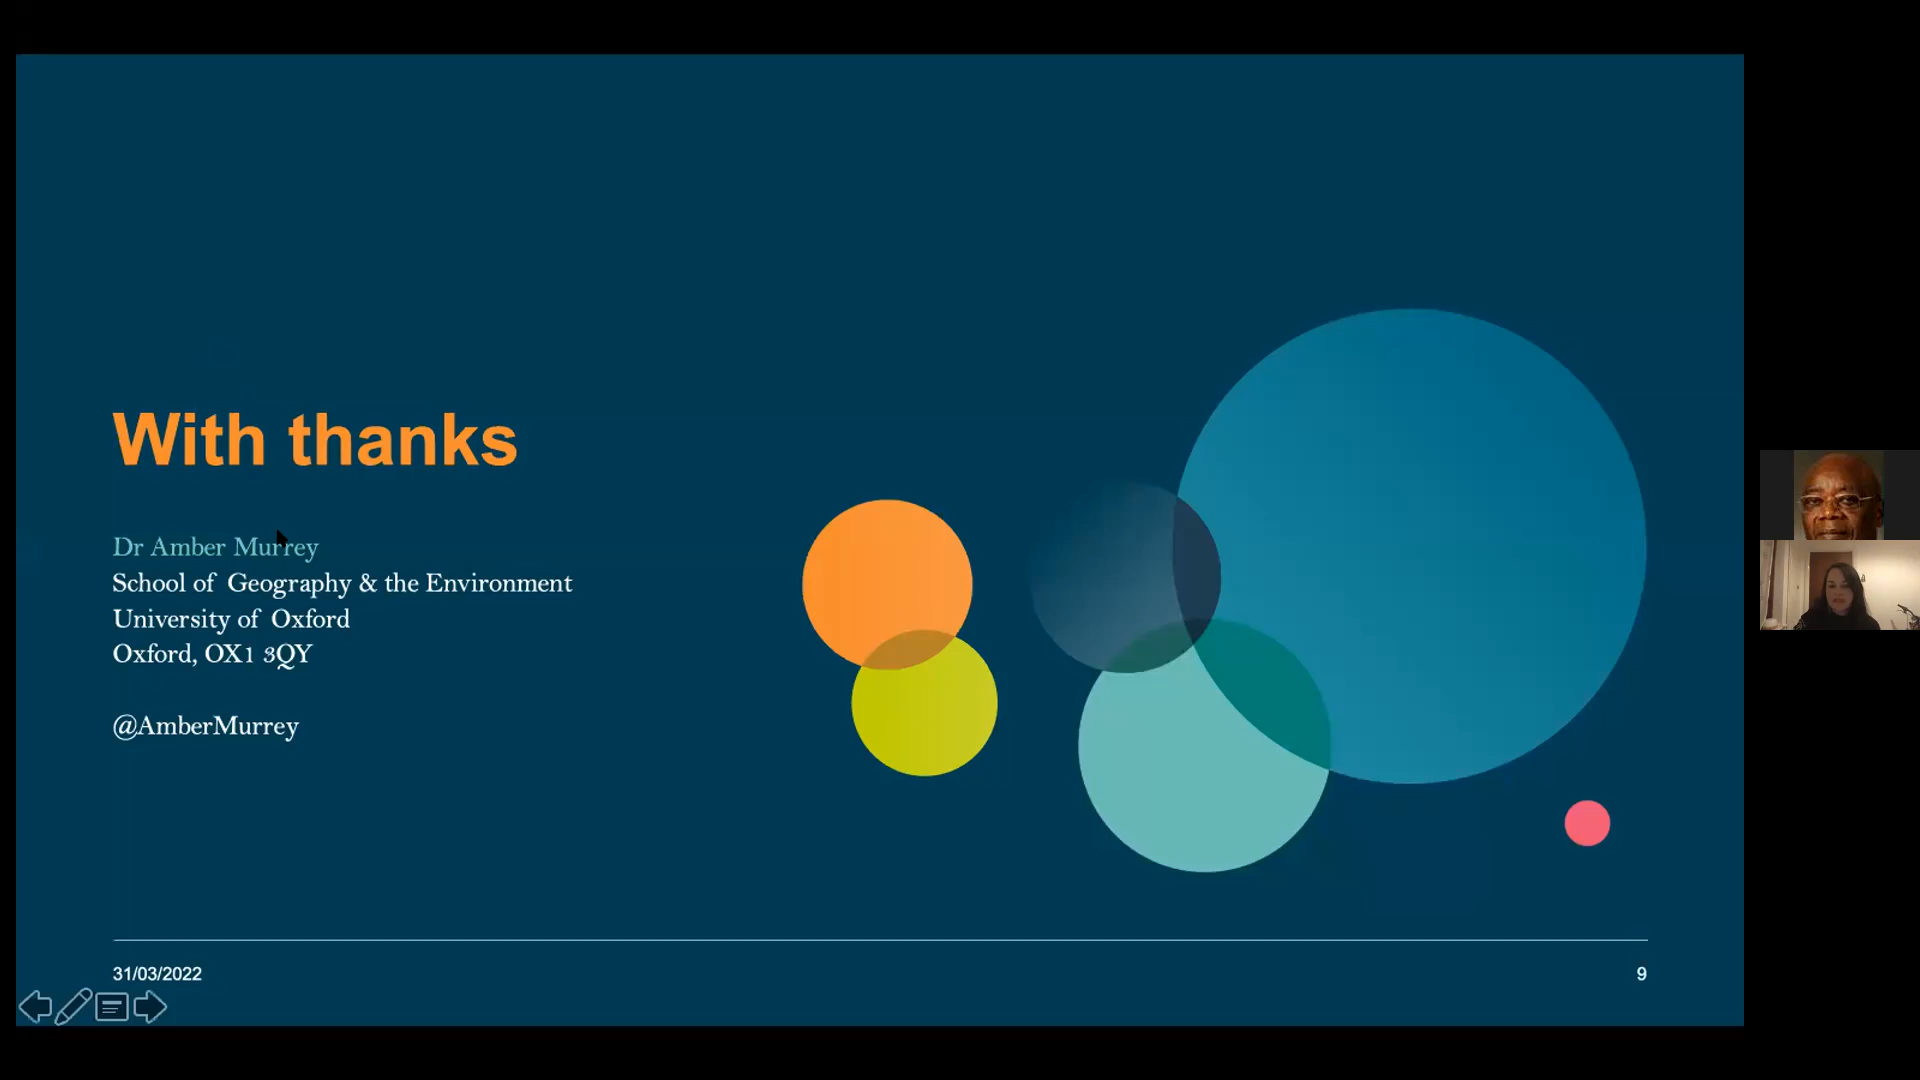 With thanks
Dr Amber Murrey
School of Geography & the Environment
University of Oxford
Oxford, OX1 3QY
@AmberMurrey
31/03/2022
9